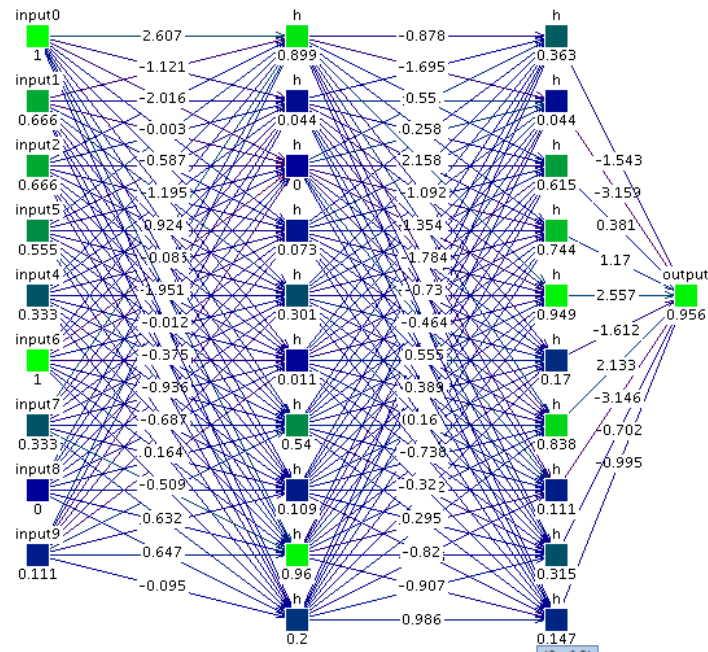 input0 h h
2.607 -0.878
1 0.899 0.363
-1.121 -1.695
input1 h h
-2.016 0.55
0.666 0.044 0.044
-0.003 0.258
input2 h h
0.587 2.158 -1.543
0.666 0 0.615
-1.195 -1.092 -3.159
input5 h h
0.924 -1.354 0.381
0.555 0.073 0.744
-0.085 -1.784 1.17
input4 h h output
-1.951 -0.73 2.557
0.333 0.301 0.949 0.956
-0.012 -0.464 -1.612
input6 h h
-0.375 0.555 2.133
1 0.011 0.17
-0.936 0.389 -3.146
input7 h h
-0.687 0.16 -0.702
0.333 0.54 0.838
0.164 -0.738 -0.995
input8 h h
-0.509 -0.322
0 0.109 0.111
0.632 0.295
input9 h h
0.647 -0.82
0.111 0.96 0.315
-0.095 -0.907
h h
0.986
0.2 0.147